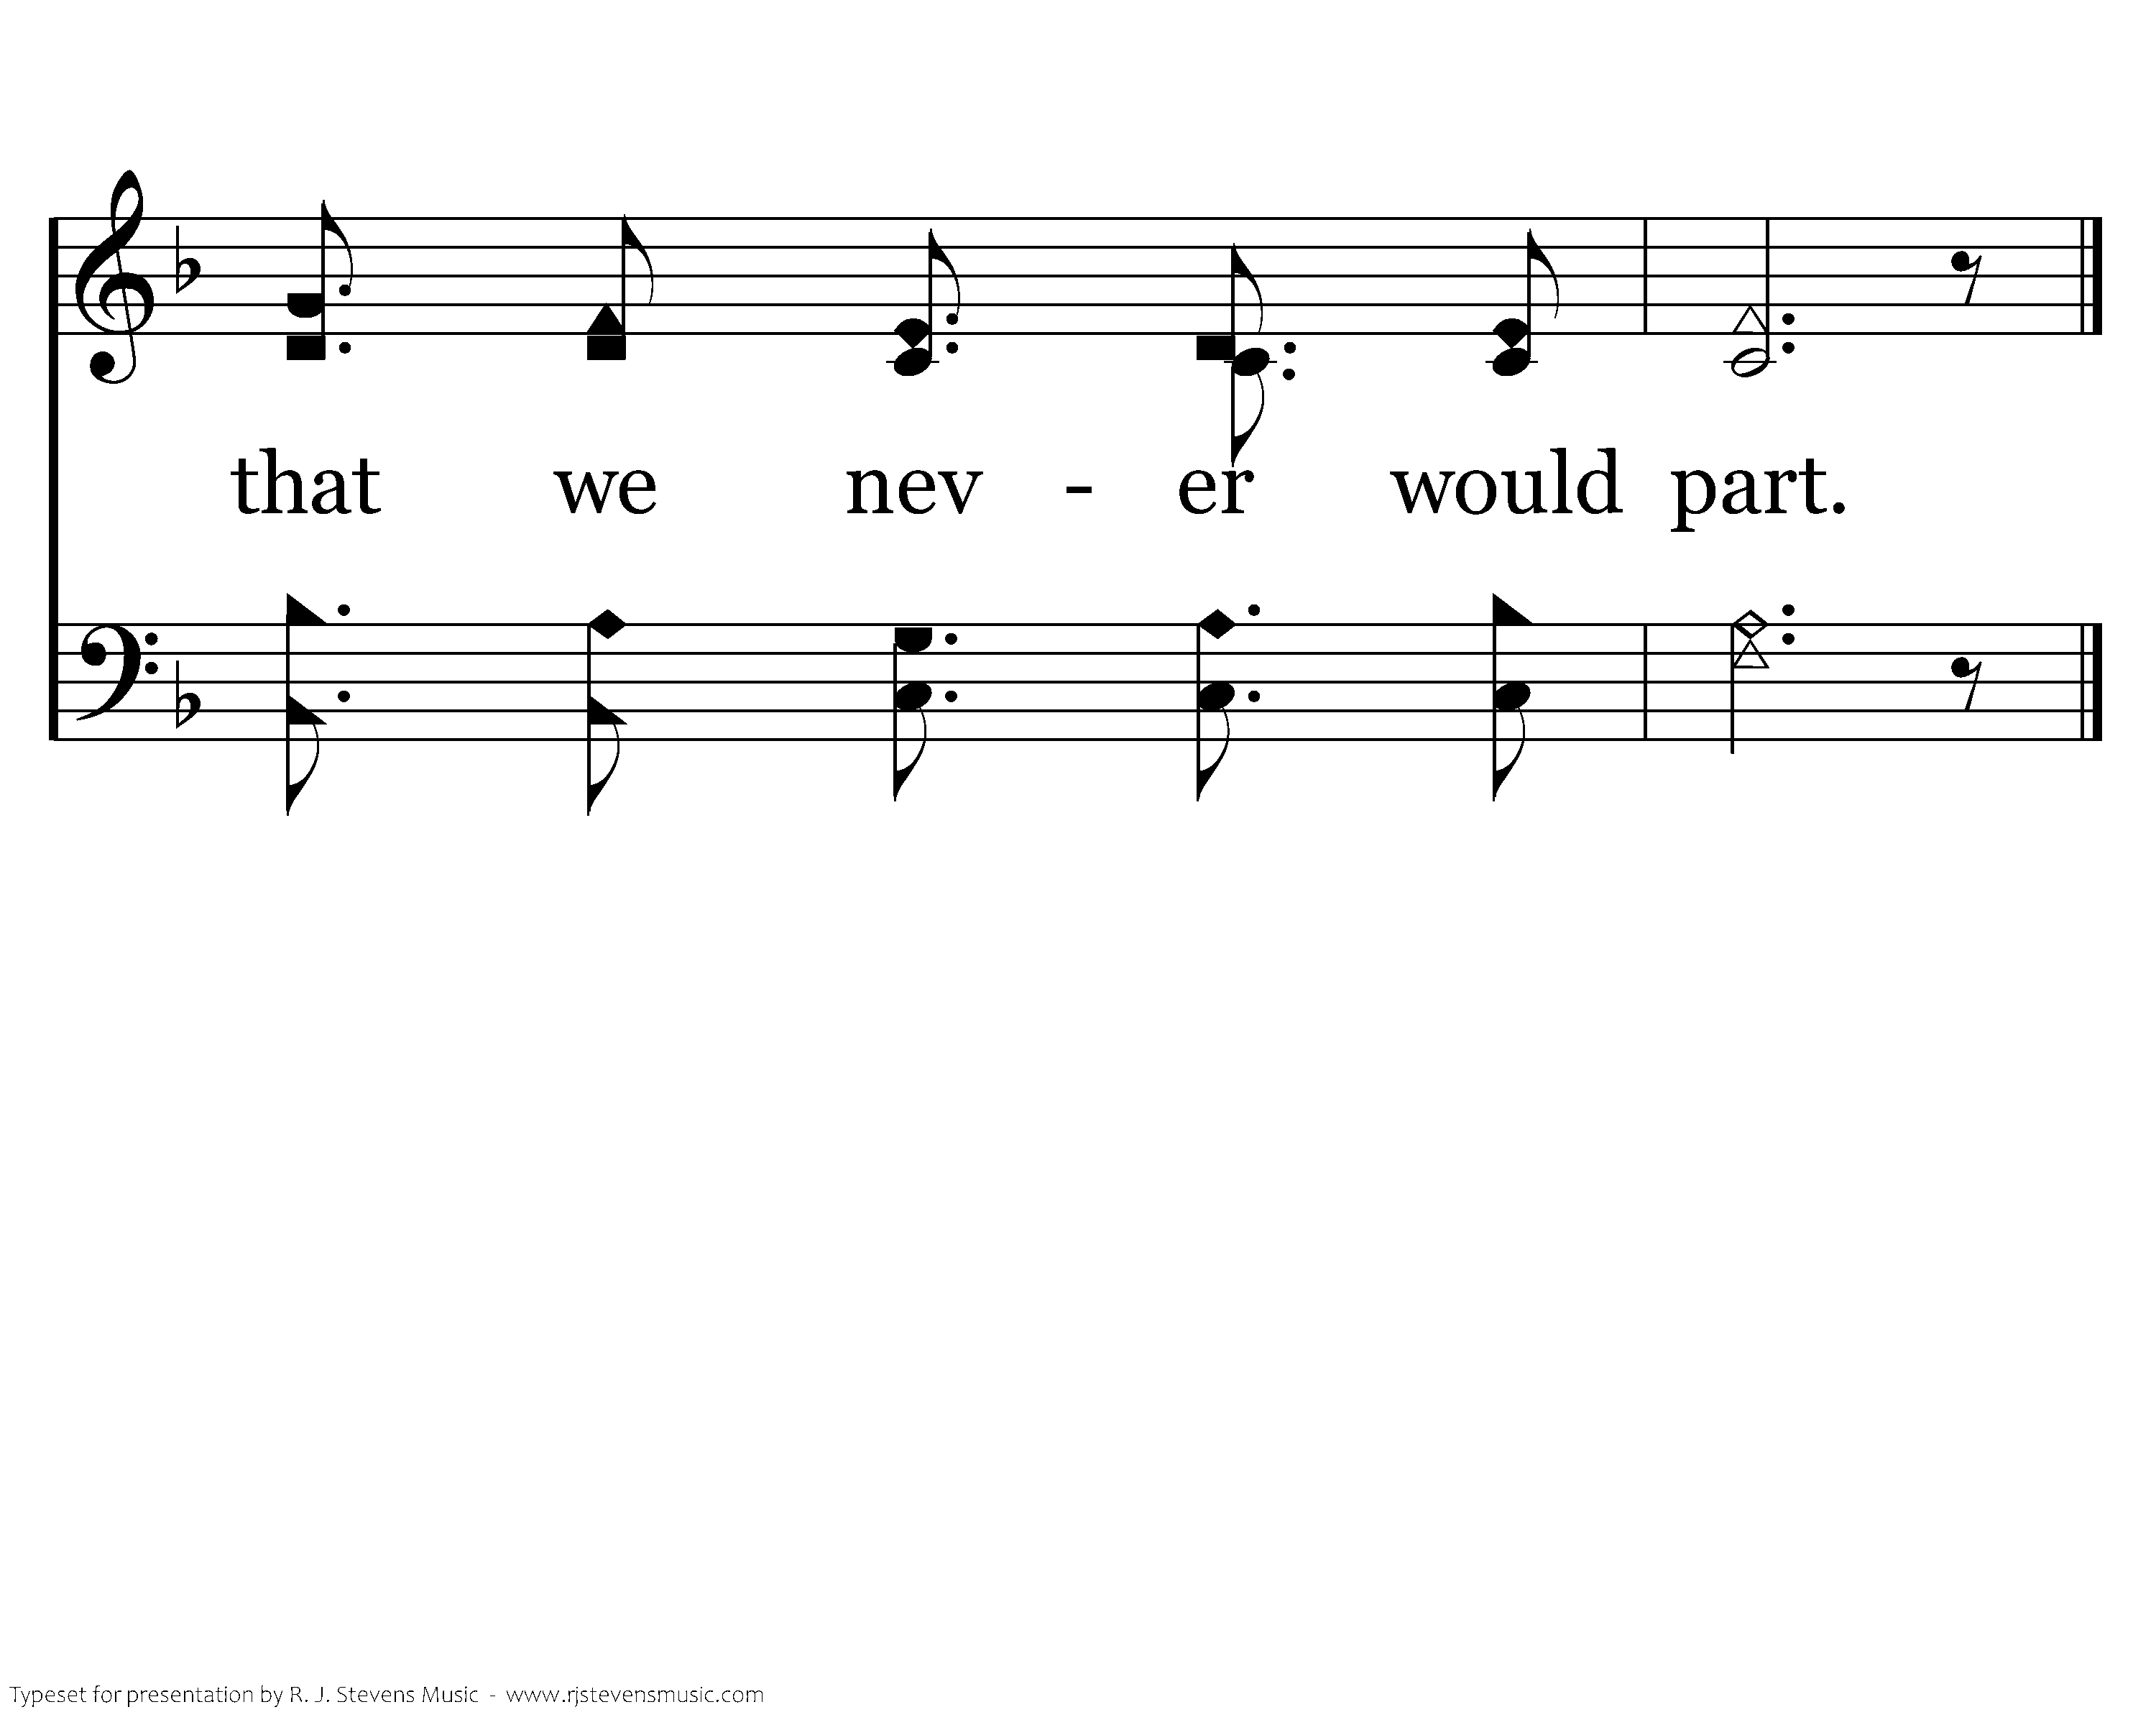 that we nev - er would part.
Typeset for presentation by R. J. Stevens Music - www.rjstevensmusic.com